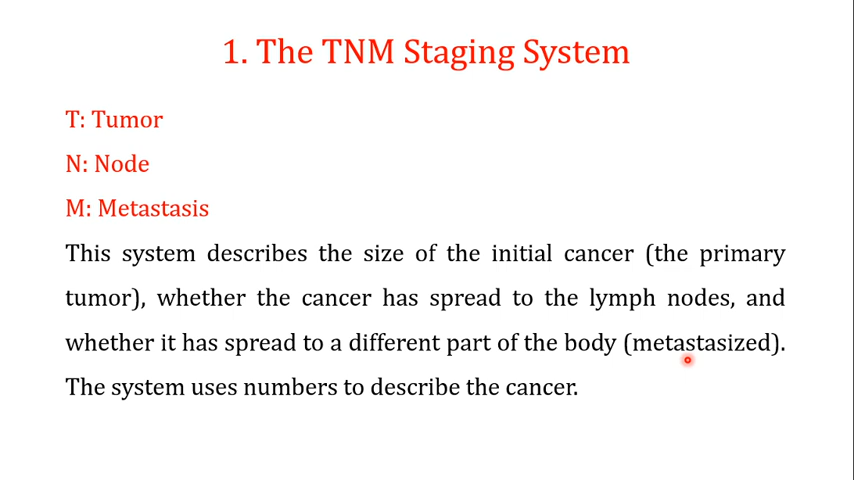 1. The TNM Staging System
T: Tumor
N: Node
M: Metastasis
This system describes the size of the initial cancer (the primary
tumor), whether the cancer has spread to the lymph nodes, and
whether it has spread to a different part of the body (metastasized).
The system uses numbers to describe the cancer.